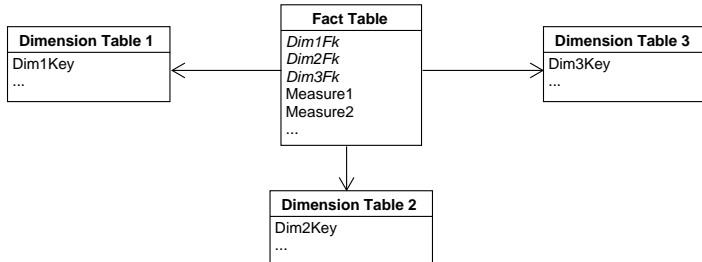 Fact Table
Dim1Fk
Dim2Fk
Dim3Fk
Measure1
Measure2
...
Dimension Table 1
Dim1Key
...
Dimension Table 3
Dim3Key
...
Dimension Table 2
Dim2Key
...